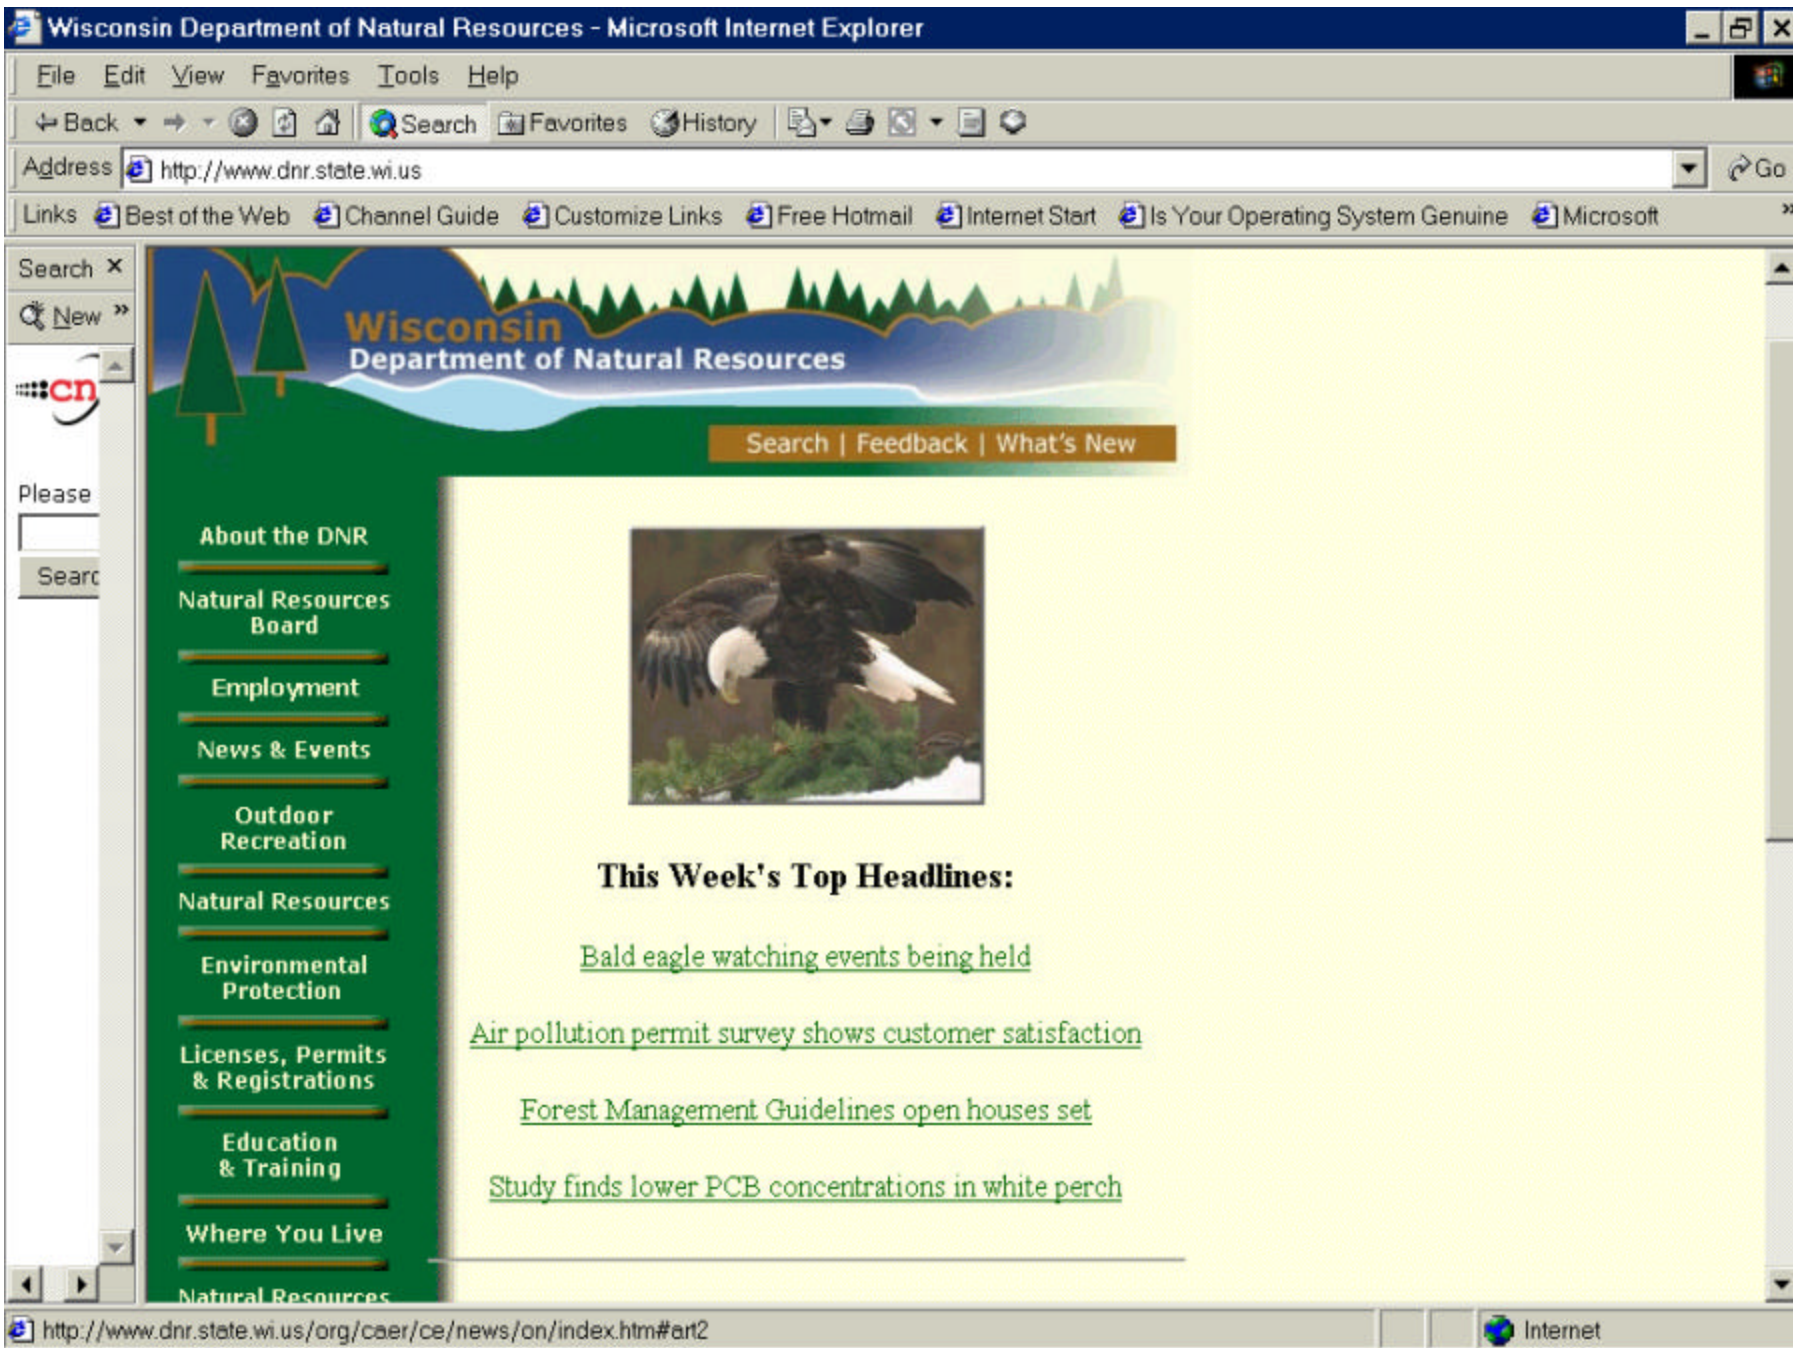 Wisconsin Department of Natural Resources - Microsoft Internet Explorer
File Edit View Favorites Tools Help
Back Search Favorites History
Address http://www.dnr.state.wi.us Go
Links Best of the Web Channel Guide Customize Links Free Hotmail Internet Start Is Your Operating System Genuine Microsoft »
Search ×
New »
cn
Please
Searc
Wisconsin
Department of Natural Resources
Search | Feedback | What's New
About the DNR
Natural Resources
Board
Employment
News & Events
Outdoor
Recreation
Natural Resources
Environmental
Protection
Licenses, Permits
& Registrations
Education
& Training
Where You Live
Natural Resources
This Week's Top Headlines:
Bald eagle watching events being held
Air pollution permit survey shows customer satisfaction
Forest Management Guidelines open houses set
Study finds lower PCB concentrations in white perch
http://www.dnr.state.wi.us/org/caer/ce/news/on/index.htm#art2
Internet